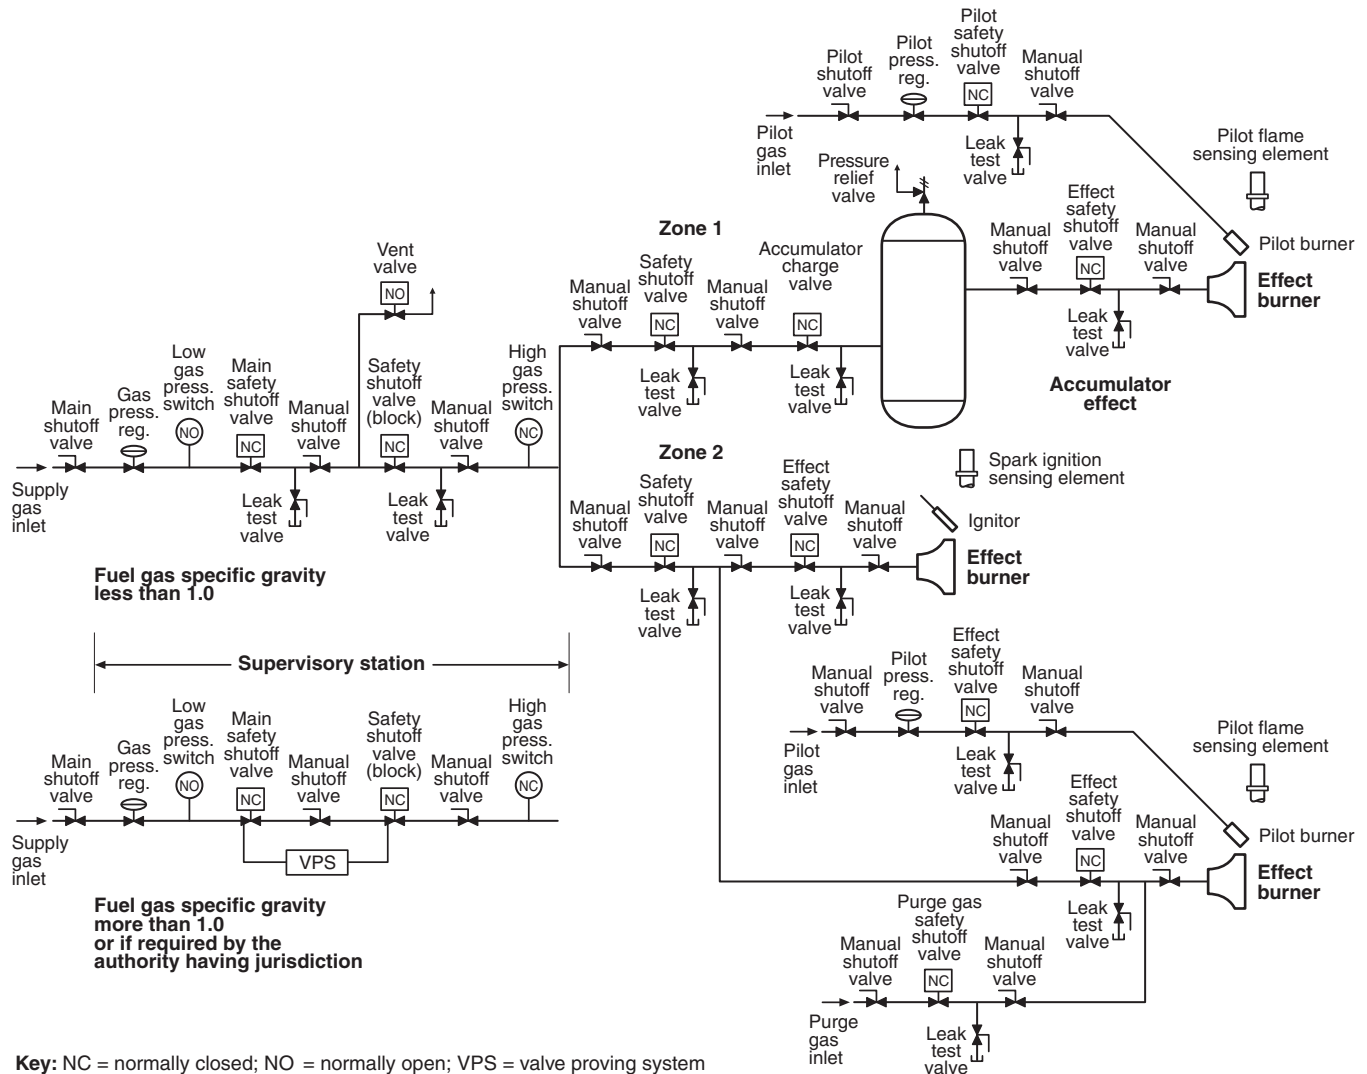 Pilot
safety
shutoff
valve
Pilot
press.
reg.
Pilot
shutoff
valve
Manual
shutoff
valve
NC
Pilot
gas
inlet
Leak
test
valve
Pilot flame
sensing element
Pressure
relief
valve
Effect
safety
shutoff
valve
Manual
shutoff
valve
Manual
shutoff
valve
NC
Pilot burner
Effect
burner
Leak
test
valve
Accumulator
effect
Zone 1
Safety
shutoff
valve
Accumulator
charge
valve
Manual
shutoff
valve
Manual
shutoff
valve
NC
NC
Leak
test
valve
Leak
test
valve
Vent
valve
NO
Main
shutoff
valve
Gas
press.
reg.
Low
gas
press.
switch
NO
Main
safety
shutoff
valve
NC
Manual
shutoff
valve
Safety
shutoff
valve
(block)
NC
Manual
shutoff
valve
High
gas
press.
switch
NC
Supply
gas
inlet
Leak
test
valve
Leak
test
valve
Fuel gas specific gravity
less than 1.0
Zone 2
Manual
shutoff
valve
Safety
shutoff
valve
NC
Manual
shutoff
valve
Effect
safety
shutoff
valve
NC
Manual
shutoff
valve
Spark ignition
sensing element
Ignitor
Effect
burner
Leak
test
valve
Leak
test
valve
Supervisory station
Main
shutoff
valve
Gas
press.
reg.
Low
gas
press.
switch
NO
Main
safety
shutoff
valve
NC
Manual
shutoff
valve
Safety
shutoff
valve
(block)
NC
Manual
shutoff
valve
High
gas
press.
switch
NC
Supply
gas
inlet
VPS
Fuel gas specific gravity
more than 1.0
or if required by the
authority having jurisdiction
Manual
shutoff
valve
Pilot
press.
reg.
Effect
safety
shutoff
valve
NC
Manual
shutoff
valve
Pilot
gas
inlet
Leak
test
valve
Pilot flame
sensing element
Manual
shutoff
valve
Effect
safety
shutoff
valve
NC
Manual
shutoff
valve
Pilot burner
Effect
burner
Leak
test
valve
Manual
shutoff
valve
Purge gas
safety
shutoff
valve
NC
Manual
shutoff
valve
Purge
gas
inlet
Leak
test
valve
Key: NC = normally closed; NO = normally open; VPS = valve proving system